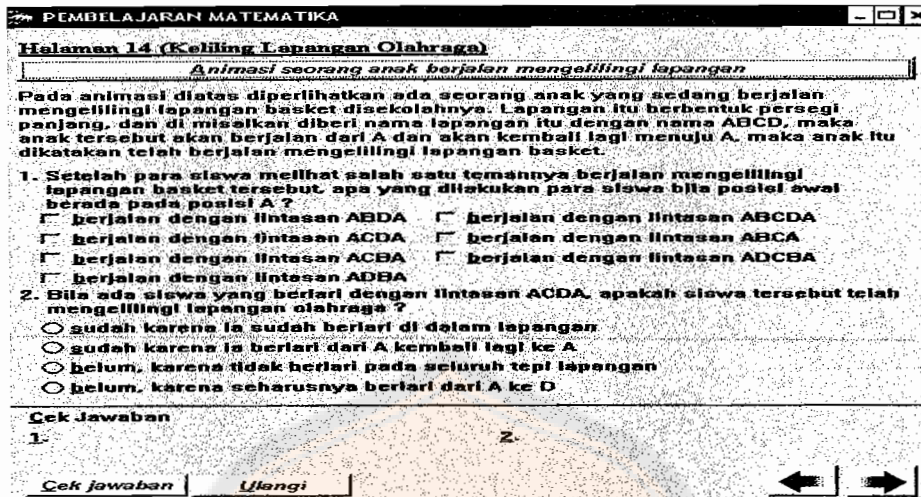 PEMBELAJARAN MATEMATIKA
Halaman 14 (Keliling Lapangan Olahraga)
Animasi seorang anak berjalan mengelilingi lapangan
Pada animasi diatas diperlihatkan ada seorang anak yang sedang berjalan
mengelilingi lapangan basket disekolahnya. Lapangan itu berbentuk persegi
panjang, dan di misalkan diberi nama lapangan itu dengan nama ABCD, maka
anak tersebut akan berjalan dari A dan akan kembali lagi menuju A, maka anak itu
dikatakan telah berjalan mengelilingi lapangan basket.
1. Setelah para siswa melihat salah satu temannya berjalan mengelilingi
lapangan basket tersebut, apa yang dilakukan para siswa bila posisi awal
berada pada posisi A ?
berjalan dengan lintasan ABDA berjalan dengan lintasan ABCDA
berjalan dengan lintasan ACDA berjalan dengan lintasan ABCA
berjalan dengan lintasan ACBA berjalan dengan lintasan ADCBA
berjalan dengan lintasan ADBA
2. Bila ada siswa yang berlari dengan lintasan ACDA, apakah siswa tersebut telah
mengelilingi lapangan olahraga ?
sudah karena ia sudah berlari di dalam lapangan
sudah karena ia berlari dari A kembali lagi ke A
belum, karena tidak berlari pada seluruh tepi lapangan
belum, karena seharusnya berlari dari A ke D
Cek Jawaban
1. 2.
Cek jawaban Ulangi